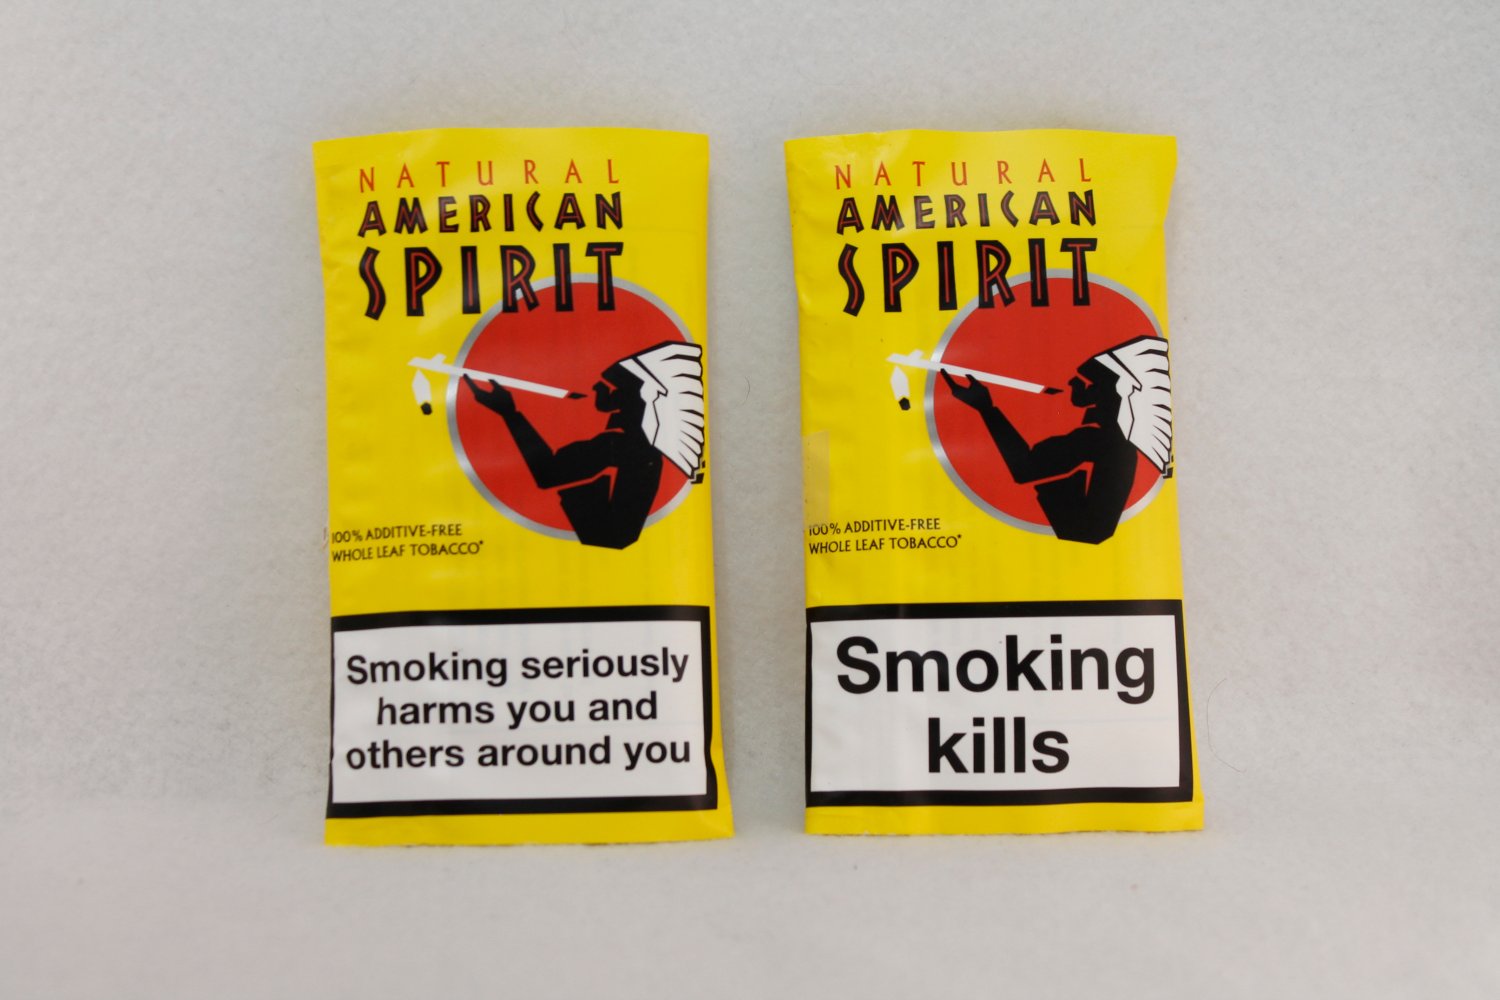 NATURAL
AMERICAN
SPIRIT
100% ADDITIVE-FREE
WHOLE LEAF TOBACCO*
Smoking seriously
harms you and
others around you
NATURAL
AMERICAN
SPIRIT
100% ADDITIVE-FREE
WHOLE LEAF TOBACCO*
Smoking
kills